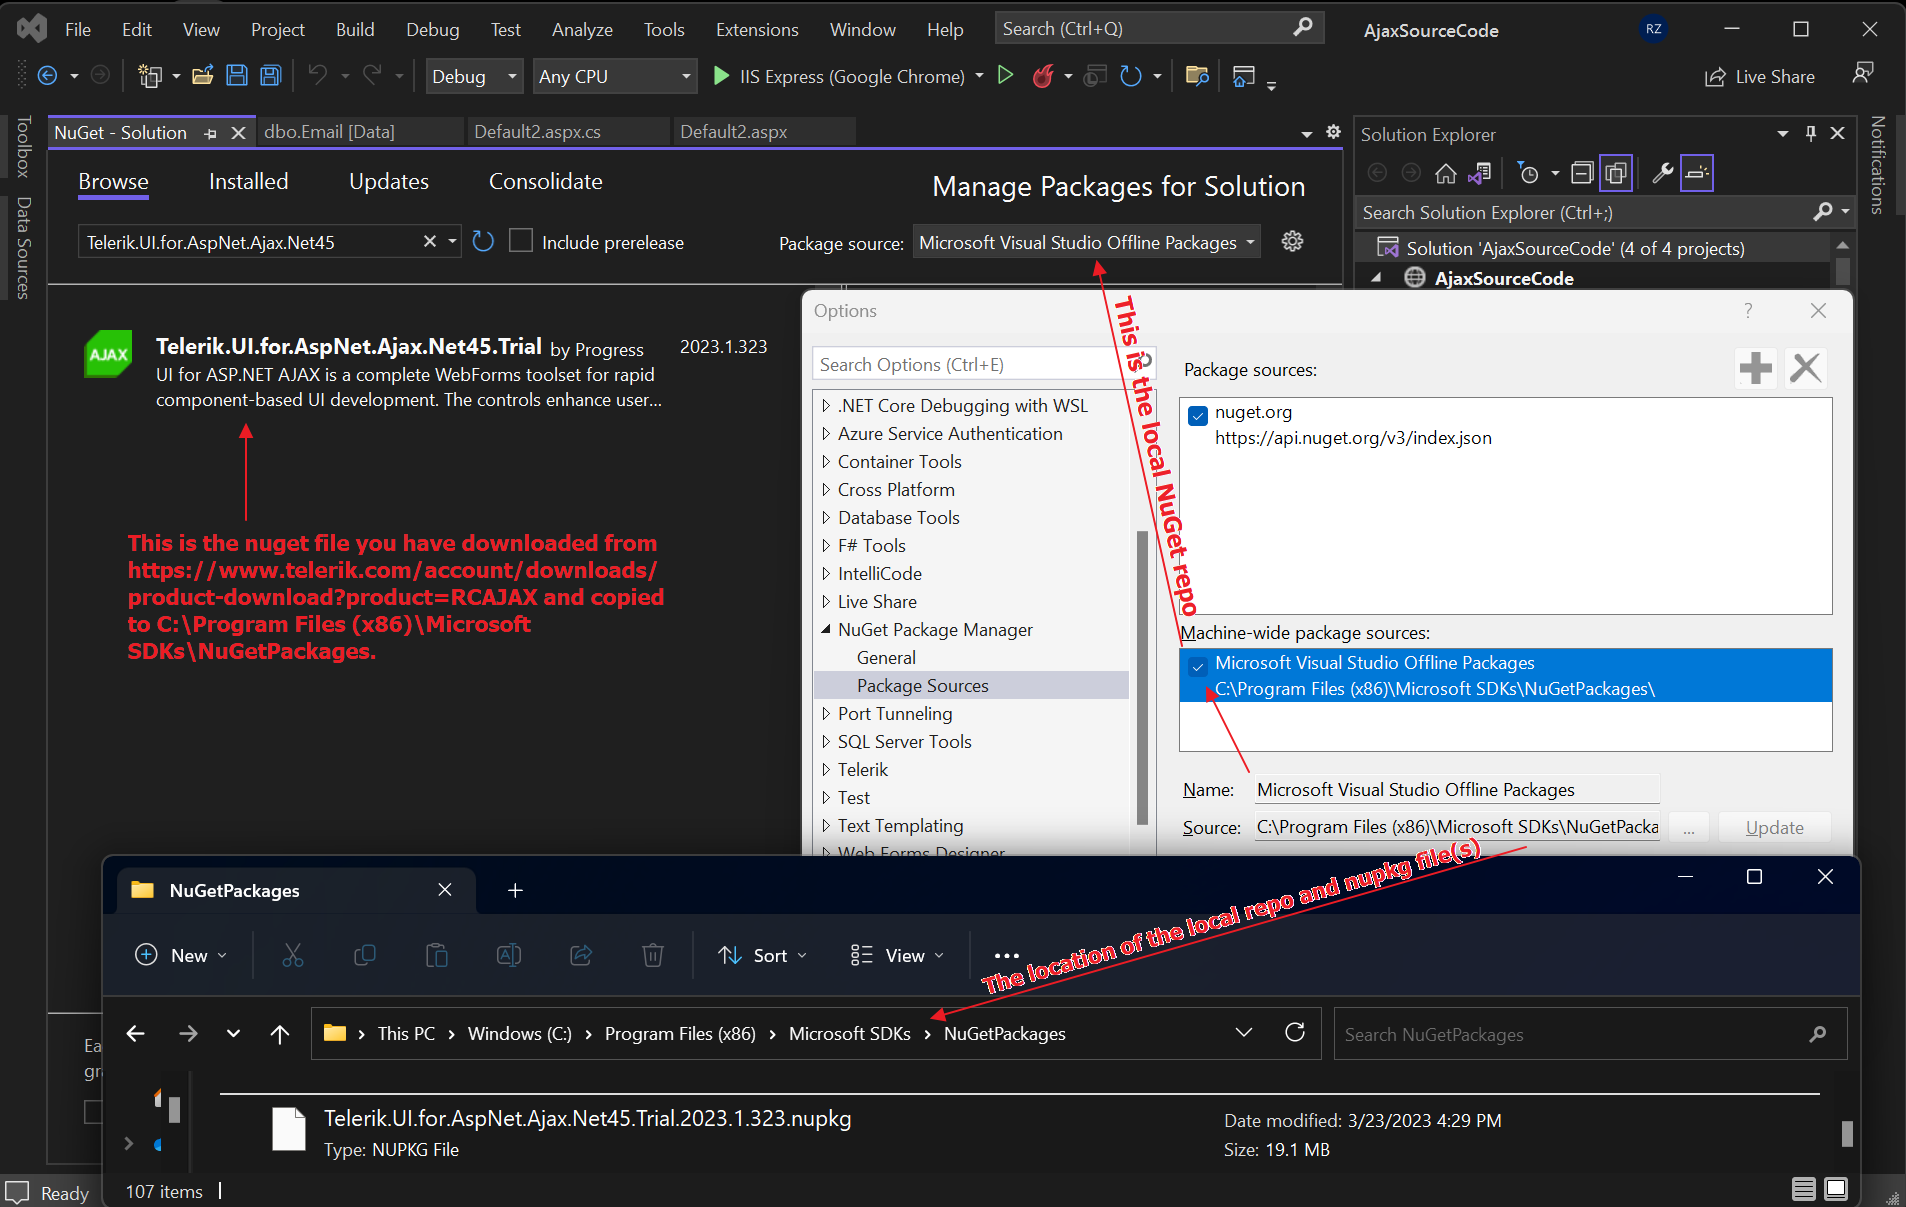 File Edit View Project Build Debug Test Analyze Tools Extensions Window Help Search (Ctrl+Q) AjaxSourceCode RZ
Debug Any CPU IIS Express (Google Chrome) Live Share
Toolbox
Data Sources
NuGet - Solution dbo.Email [Data] Default2.aspx.cs Default2.aspx
Browse Installed Updates Consolidate
Manage Packages for Solution
Telerik.UI.for.AspNet.Ajax.Net45 Include prerelease Package source: Microsoft Visual Studio Offline Packages
Solution Explorer
Search Solution Explorer (Ctrl+;)
Solution 'AjaxSourceCode' (4 of 4 projects)
AjaxSourceCode
Notifications
AJAX
Telerik.UI.for.AspNet.Ajax.Net45.Trial by Progress 2023.1.323
UI for ASP.NET AJAX is a complete WebForms toolset for rapid
component-based UI development. The controls enhance user...
This is the nuget file you have downloaded from
https://www.telerik.com/account/downloads/
product-download?product=RCAJAX and copied
to C:\Program Files (x86)\Microsoft
SDKs\NuGetPackages.
Options ?
Search Options (Ctrl+E)
.NET Core Debugging with WSL
Azure Service Authentication
Container Tools
Cross Platform
Database Tools
F# Tools
IntelliCode
Live Share
NuGet Package Manager
General
Package Sources
Port Tunneling
SQL Server Tools
Telerik
Test
Text Templating
Web Forms Designer
This is the local NuGet repo
Package sources:
nuget.org
https://api.nuget.org/v3/index.json
Machine-wide package sources:
Microsoft Visual Studio Offline Packages
C:\Program Files (x86)\Microsoft SDKs\NuGetPackages\
Name: Microsoft Visual Studio Offline Packages
Source: C:\Program Files (x86)\Microsoft SDKs\NuGetPacka ... Update
The location of the local repo and nupkg file(s)
NuGetPackages
New Sort View ...
This PC > Windows (C:) > Program Files (x86) > Microsoft SDKs > NuGetPackages
Search NuGetPackages
Ea
gr
Telerik.UI.for.AspNet.Ajax.Net45.Trial.2023.1.323.nupkg
Type: NUPKG File
Date modified: 3/23/2023 4:29 PM
Size: 19.1 MB
Ready
107 items